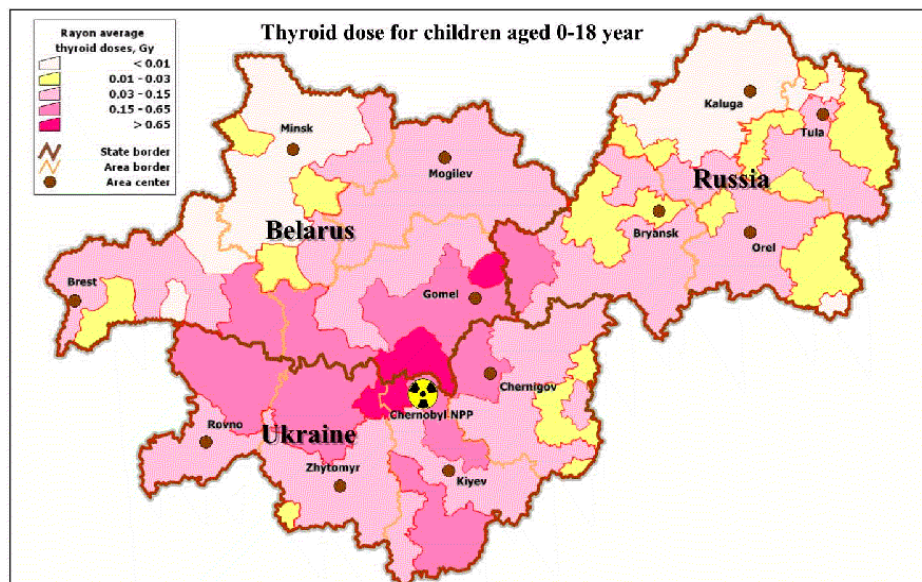 Thyroid dose for children aged 0-18 year
Rayon average
thyroid doses, Gy
< 0.01
0.01 - 0.03
0.03 - 0.15
0.15 - 0.65
> 0.65
State border
Area border
Area center
Minsk
Mogilev
Belarus
Brest
Gomel
Kaluga
Tula
Russia
Bryansk
Orel
Chernigov
Chernobyl NPP
Rovno
Ukraine
Zhytomyr
Kiyev